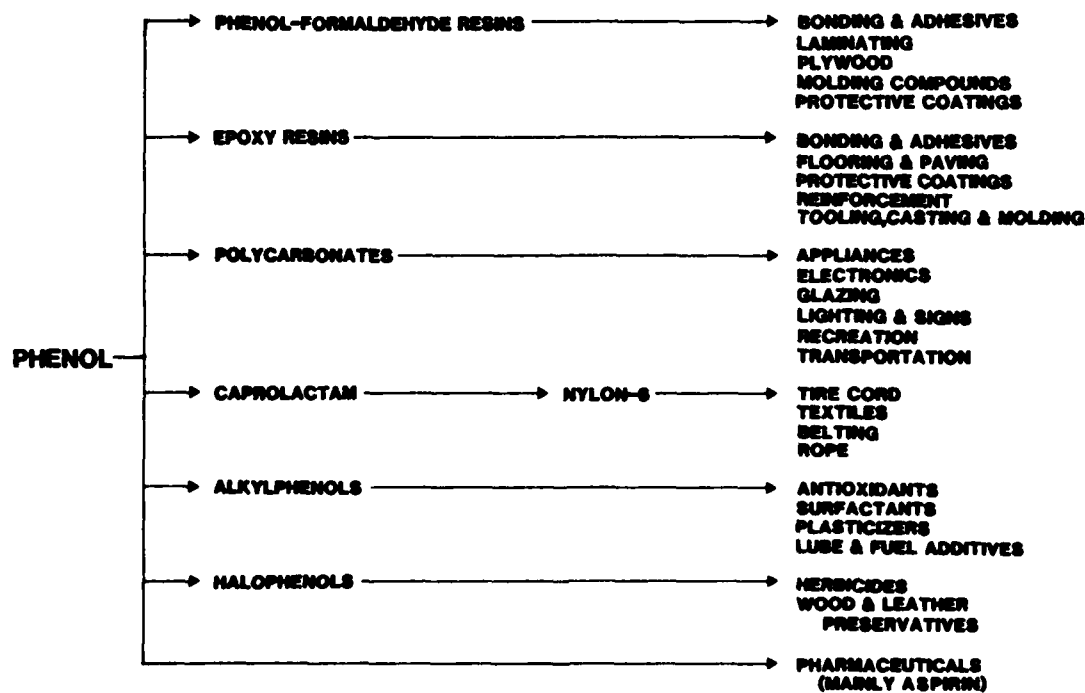 PHENOL-FORMALDEHYDE RESINS
BONDING & ADHESIVES
LAMINATING
PLYWOOD
MOLDING COMPOUNDS
PROTECTIVE COATINGS
EPOXY RESINS
BONDING & ADHESIVES
FLOORING & PAVING
PROTECTIVE COATINGS
REINFORCEMENT
TOOLING,CASTING & MOLDING
POLYCARBONATES
APPLIANCES
ELECTRONICS
GLAZING
LIGHTING & SIGNS
RECREATION
TRANSPORTATION
PHENOL
CAPROLACTAM
NYLON-6
TIRE CORD
TEXTILES
BELTING
ROPE
ALKYLPHENOLS
ANTIOXIDANTS
SURFACTANTS
PLASTICIZERS
LUBE & FUEL ADDITIVES
HALOPHENOLS
HERBICIDES
WOOD & LEATHER
PRESERVATIVES
PHARMACEUTICALS
(MAINLY ASPIRIN)